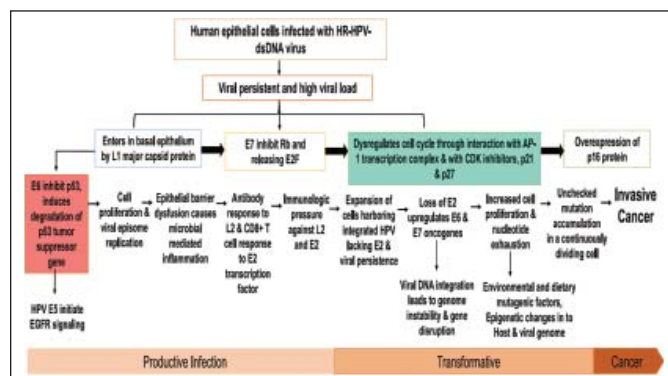 Human epithelial cells infected with HR-HPV-
dsDNA virus
Viral persistent and high viral load
Enters in basal epithelium
by L1 major capsid protein
E7 inhibit Rb and
releasing E2F
Dysregulates cell cycle through interaction with AP-
1 transcription complex & with CDK inhibitors, p21
& p27
Overexpression of
p16 protein
E6 inhibit p53,
induces
degradation of
p53 tumor
suppressor
gene
Cell
proliferation &
viral episome
replication
Epithelial barrier
dysfusion causes
microbial
mediated
inflammation
Antibody
response to
L2 & CD8+ T
cell response
to E2
transcription
factor
Immunologic
pressure
against L2
and E2
Expansion of
cells harboring
integrated HPV
lacking E2 &
viral persistence
Loss of E2
upregulates E6 &
E7 oncogenes
Increased cell
proliferation &
nucleotide
exhaustion
Unchecked
mutation
accumulation
in a continuously
dividing cell
Invasive
Cancer
HPV E5 initiate
EGFR signaling
Viral DNA integration
leads to genome
instability & gene
disruption
Environmental and dietary
mutagenic factors,
Epigenetic changes in to
Host & viral genome
Productive Infection
Transformative
Cancer